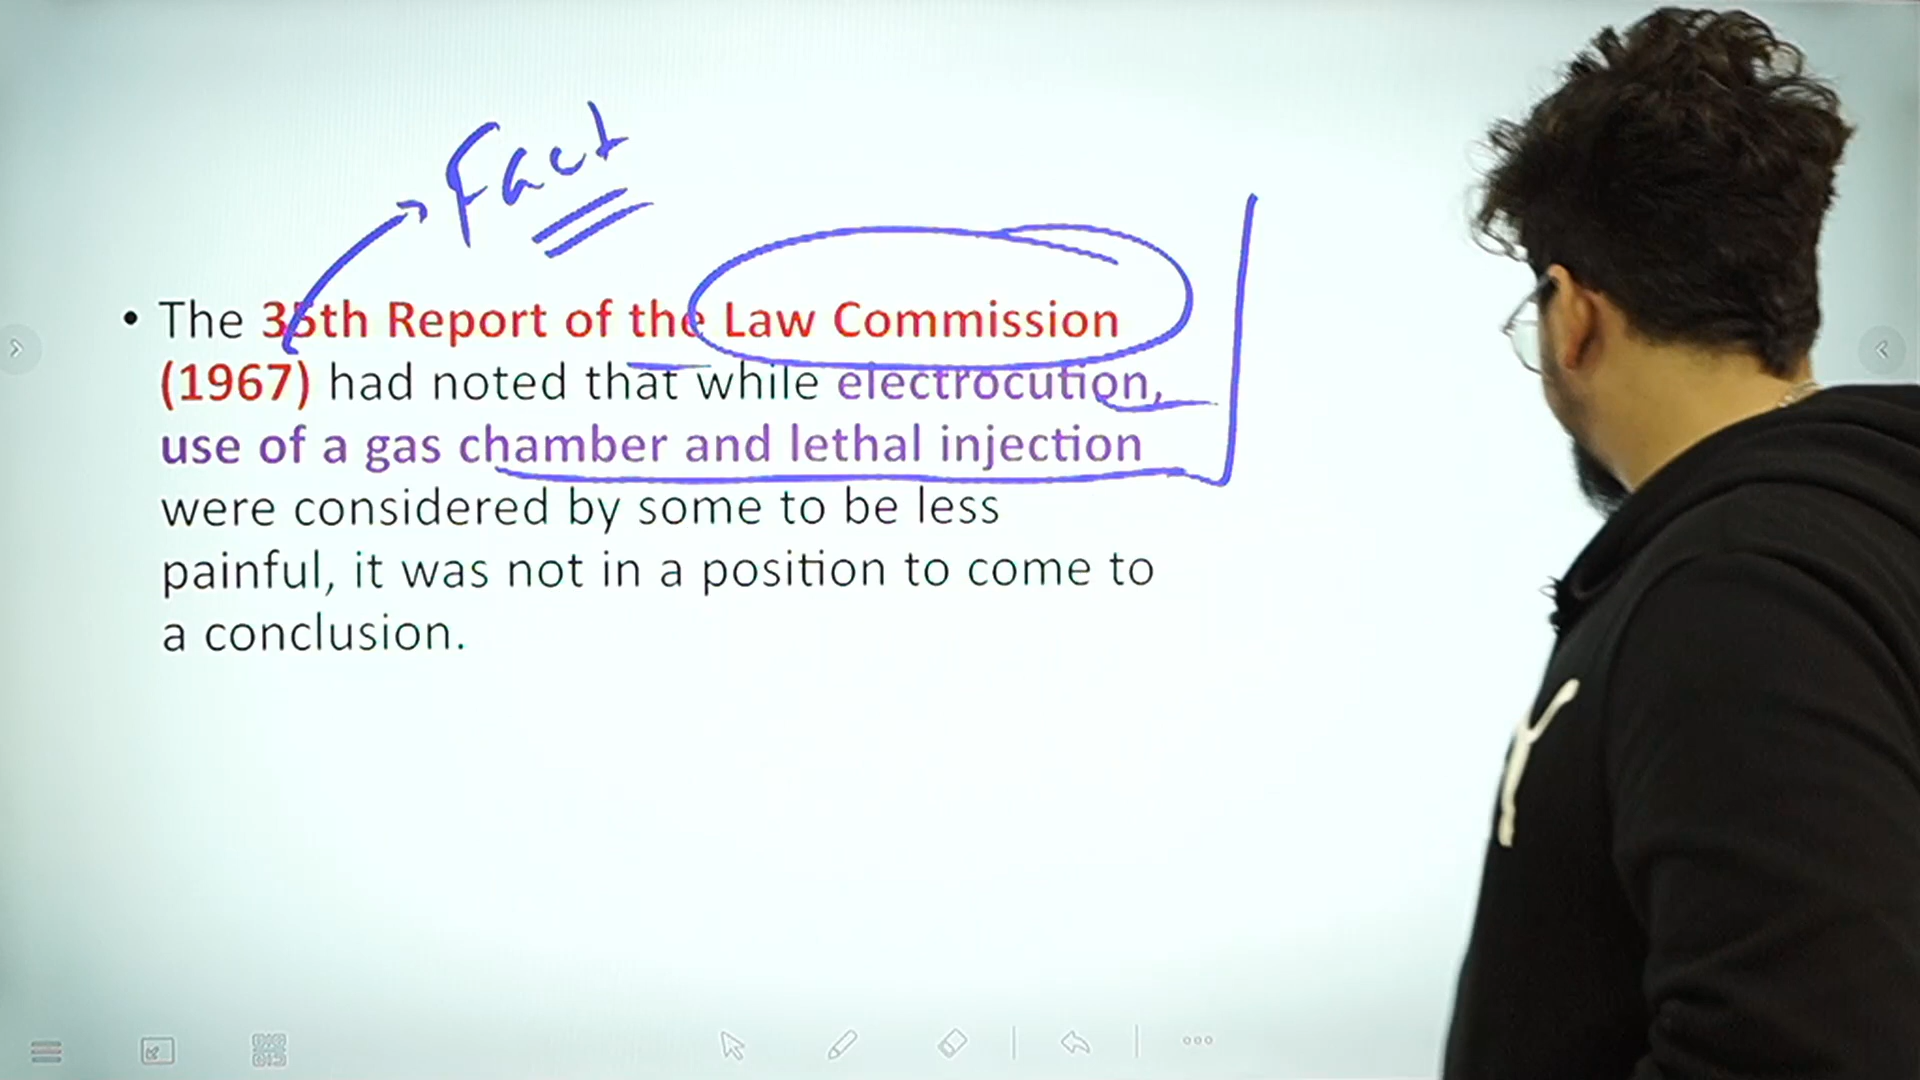 Fact
• The 35th Report of the Law Commission
(1967) had noted that while electrocution,
use of a gas chamber and lethal injection
were considered by some to be less
painful, it was not in a position to come to
a conclusion.